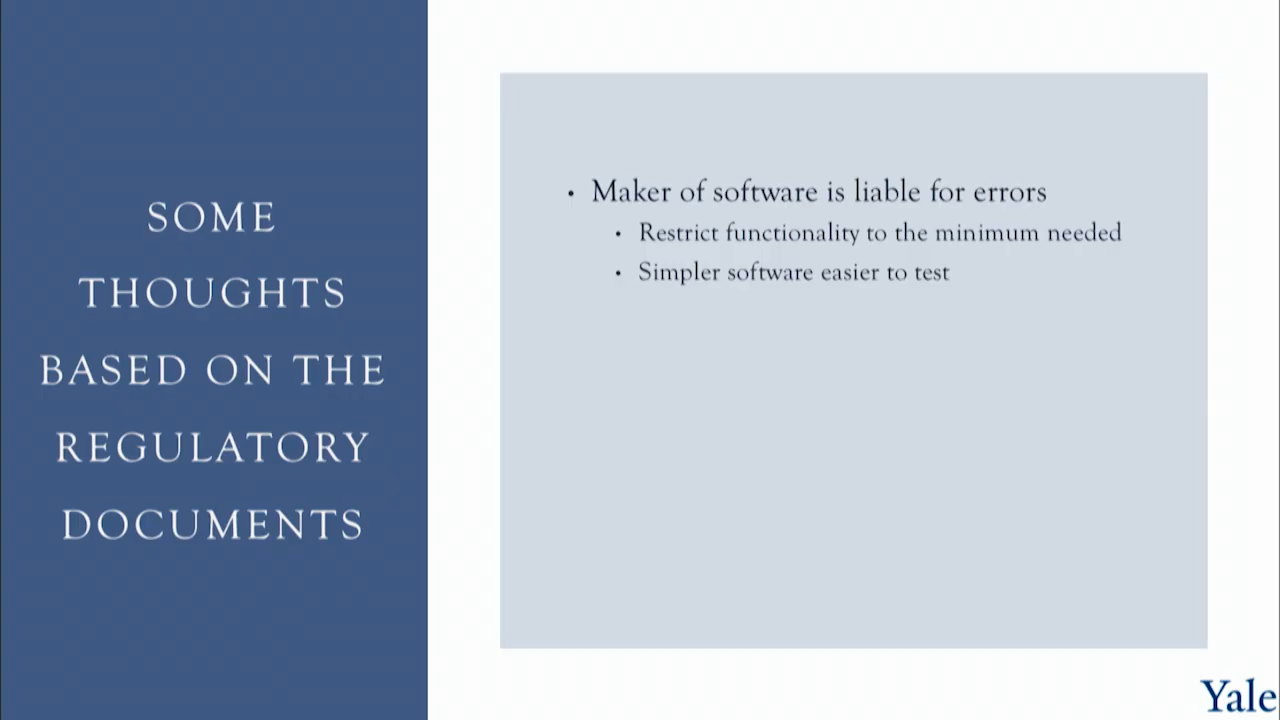 SOME
THOUGHTS
BASED ON THE
REGULATORY
DOCUMENTS
• Maker of software is liable for errors
• Restrict functionality to the minimum needed
• Simpler software easier to test
Yale